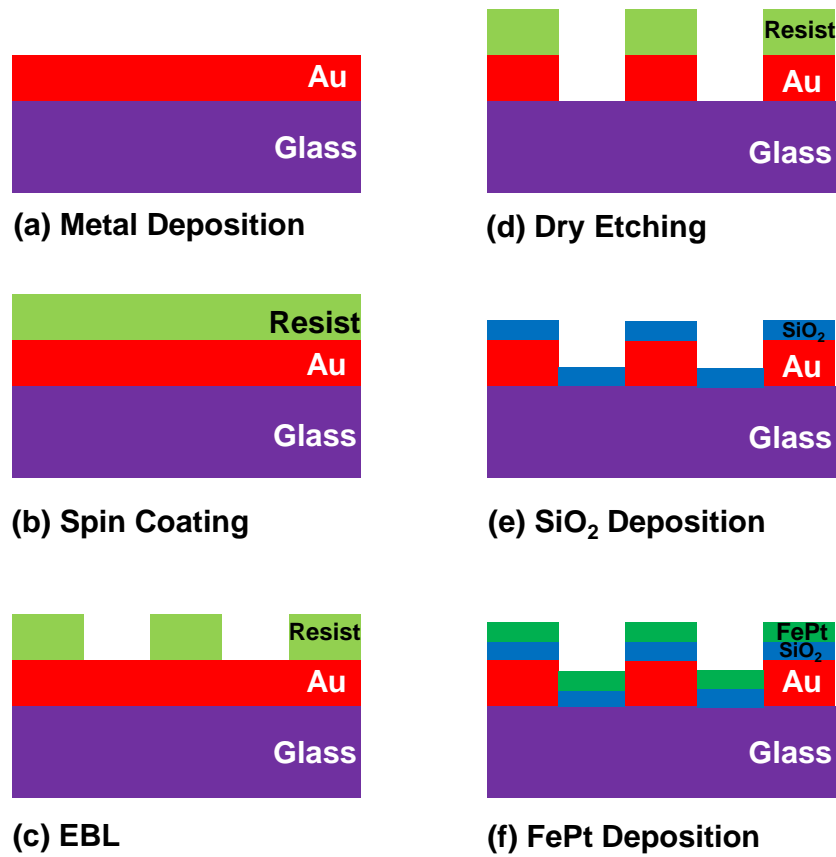 Au
Glass
(a) Metal Deposition
Resist
Au
Glass
(b) Spin Coating
Resist
Au
Glass
(c) EBL
Resist
Au
Glass
(d) Dry Etching
SiO₂
Au
Glass
(e) SiO₂ Deposition
FePt
SiO₂
Au
Glass
(f) FePt Deposition